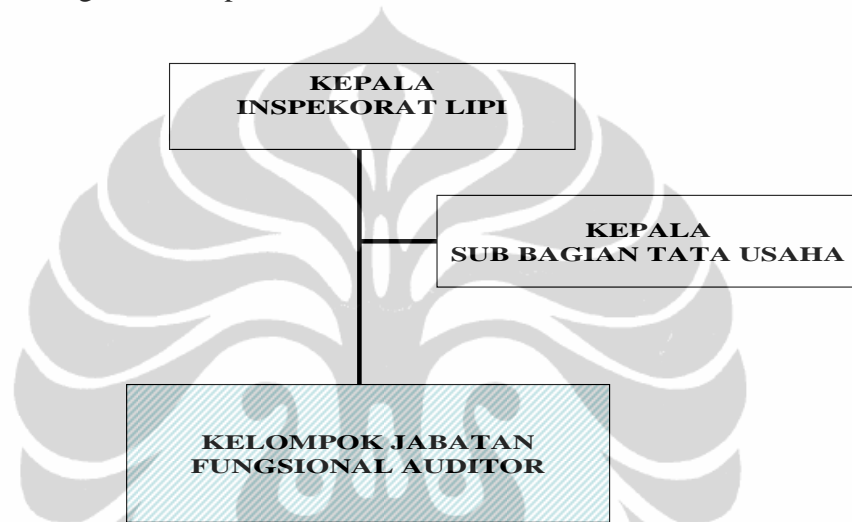 KEPALA
INSPEKORAT LIPI
KEPALA
SUB BAGIAN TATA USAHA
KELOMPOK JABATAN
FUNGSIONAL AUDITOR